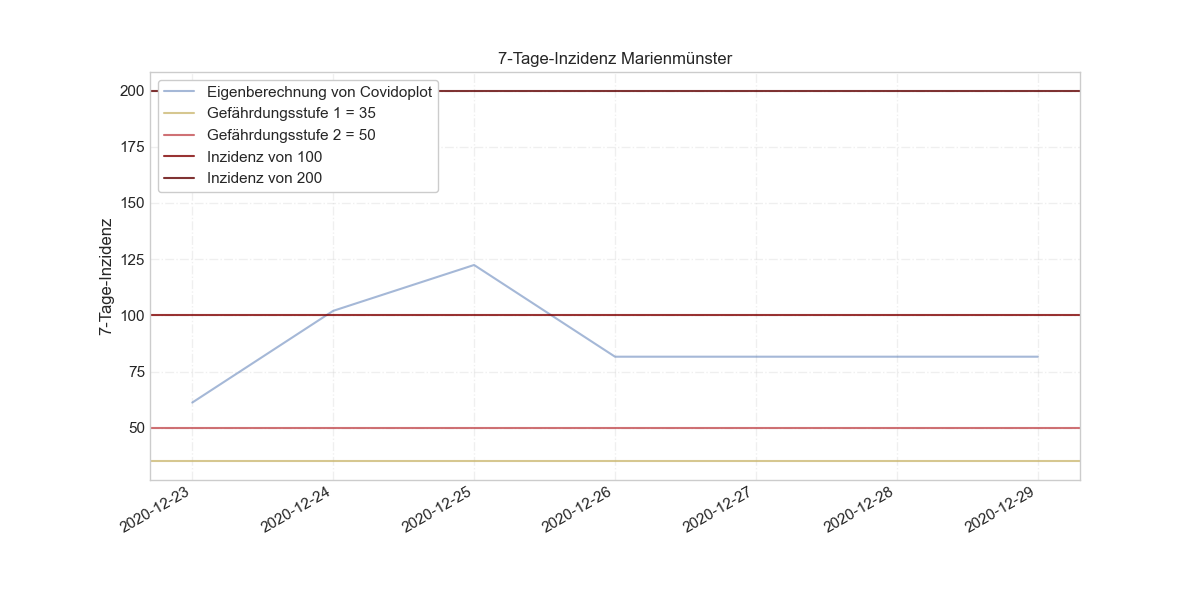 7-Tage-Inzidenz Marienmünster
Eigenberechnung von Covidoplot
Gefährdungsstufe 1 = 35
Gefährdungsstufe 2 = 50
Inzidenz von 100
Inzidenz von 200
7-Tage-Inzidenz
200
175
150
125
100
75
50
2020-12-23
2020-12-24
2020-12-25
2020-12-26
2020-12-27
2020-12-28
2020-12-29